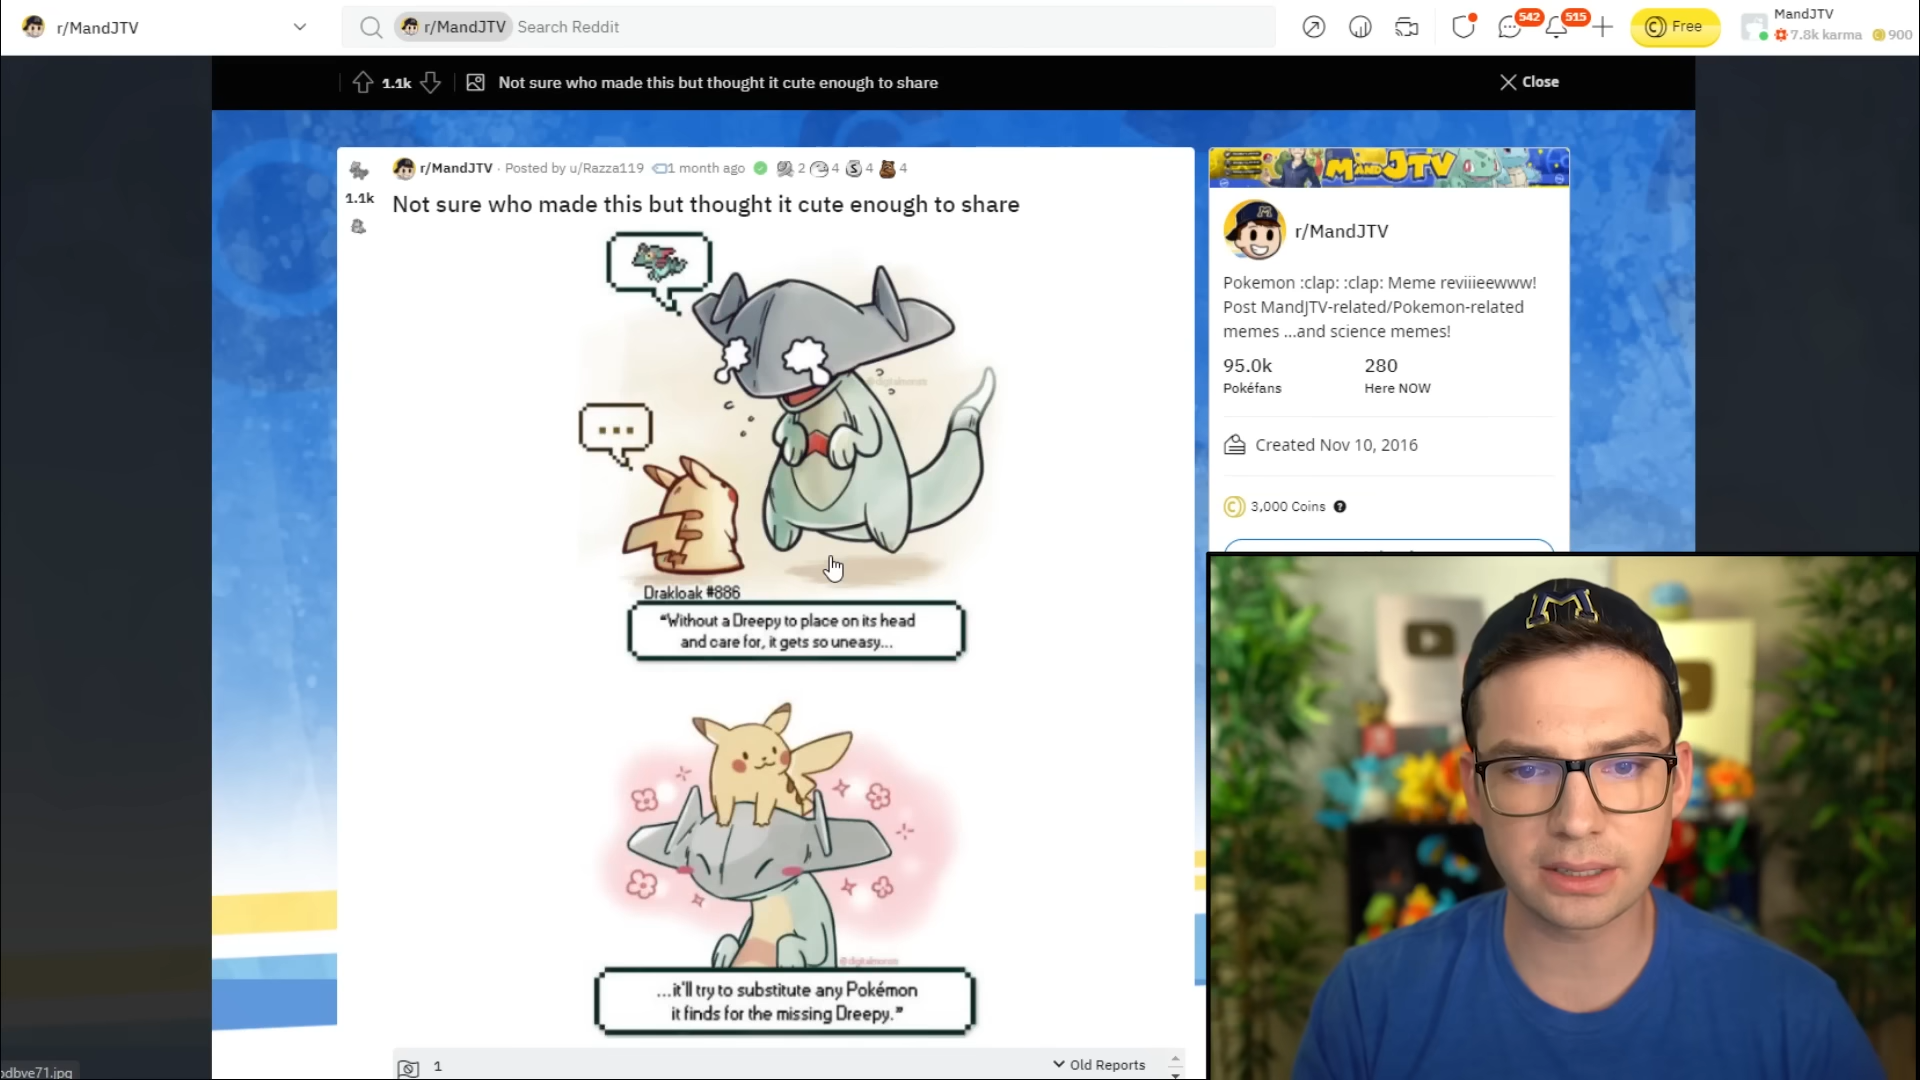 r/MandJTV
r/MandJTV Search Reddit
542
515
Free
MandJTV
7.8k karma 900
1.1k Not sure who made this but thought it cute enough to share
Close
r/MandJTV · Posted by u/Razza119 1 month ago 2 4 4 4
1.1k
Not sure who made this but thought it cute enough to share
...
Drakloak #886
"Without a Dreepy to place on its head
and care for, it gets so uneasy...
...it'll try to substitute any Pokémon
it finds for the missing Dreepy."
1
Old Reports
MANDJTV
r/MandJTV
Pokemon :clap: :clap: Meme reviiieewww!
Post MandJTV-related/Pokemon-related
memes ...and science memes!
95.0k
280
Pokéfans
Here NOW
Created Nov 10, 2016
3,000 Coins
M
odbve71.jpg